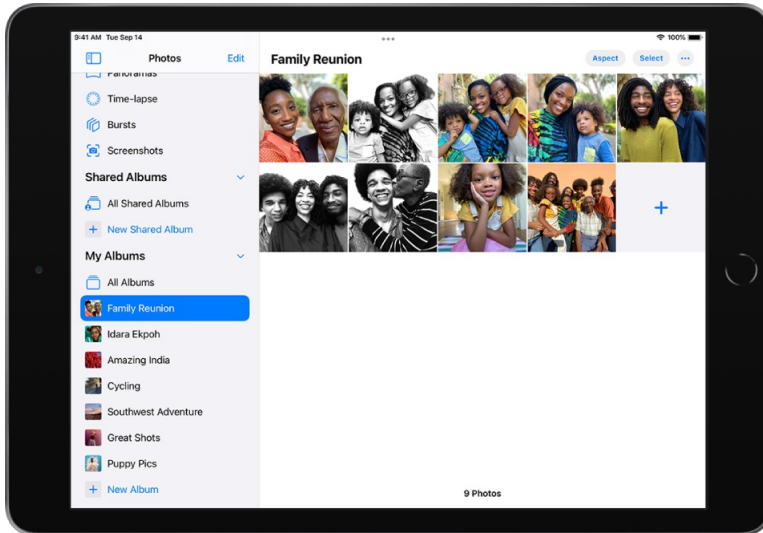 9:41 AM Tue Sep 14
100%
Photos
Edit
Panoramas
Time-lapse
Bursts
Screenshots
Shared Albums
All Shared Albums
+ New Shared Album
My Albums
All Albums
Family Reunion
Idara Ekpoh
Amazing India
Cycling
Southwest Adventure
Great Shots
Puppy Pics
+ New Album
Family Reunion
Aspect
Select
•••
+
9 Photos